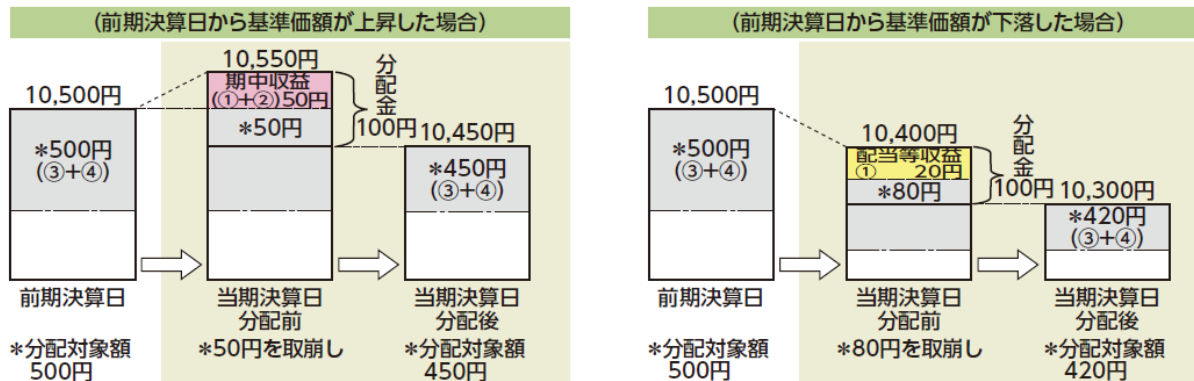 (前期決算日から基準価額が上昇した場合)
10,500円
*500円
(③+④)
前期決算日
*分配対象額
500円
10,550円
期中収益
(①+②)50円
*50円
分配金
100円
当期決算日
分配前
*50円を取崩し
10,450円
*450円
(③+④)
当期決算日
分配後
*分配対象額
450円
(前期決算日から基準価額が下落した場合)
10,500円
*500円
(③+④)
前期決算日
*分配対象額
500円
10,400円
配当等収益
① 20円
*80円
分配金
100円
当期決算日
分配前
*80円を取崩し
10,300円
*420円
(③+④)
当期決算日
分配後
*分配対象額
420円